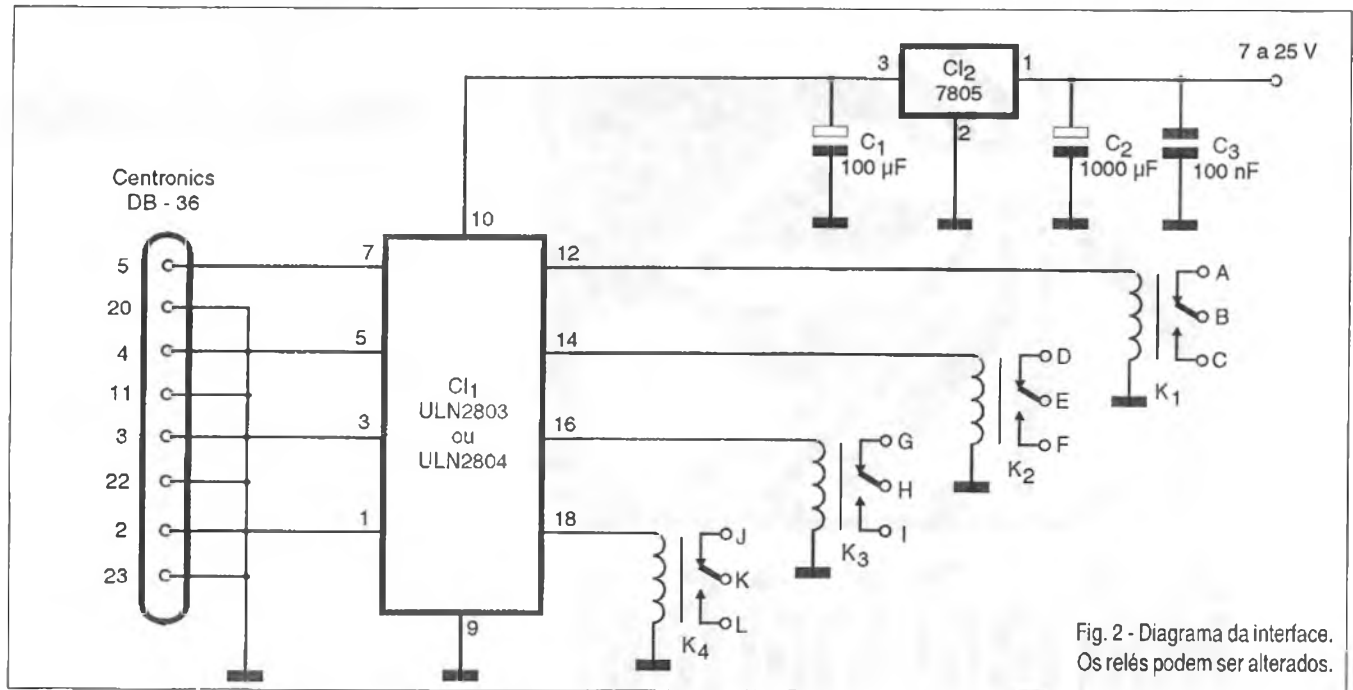 7 a 25 V
3
CI2
7805
1
2
C1
100 µF
C2
1000 µF
C3
100 nF
Centronics
DB - 36
10
5
7
12
A
20
B
4
5
14
D
C
11
CI1
ULN2803
ou
ULN2804
E
K1
3
3
16
G
F
22
H
K2
2
1
18
J
I
K3
23
K
L
9
K4
Fig. 2 - Diagrama da interface.
Os relés podem ser alterados.